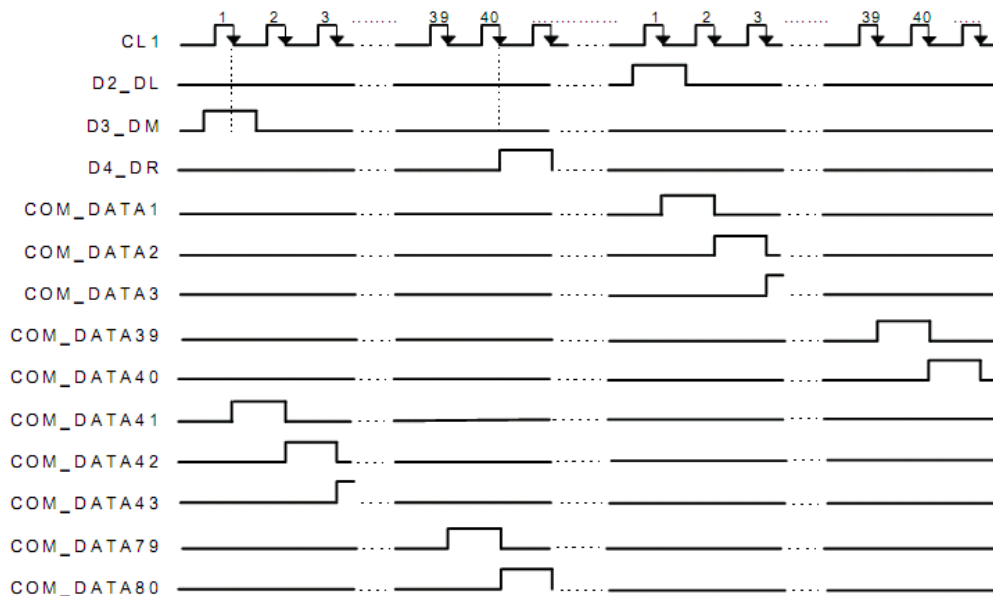 1 2 3 39 40 1 2 3 39 40
CL1
D2_DL
D3_DM
D4_DR
COM_DATA1
COM_DATA2
COM_DATA3
COM_DATA39
COM_DATA40
COM_DATA41
COM_DATA42
COM_DATA43
COM_DATA79
COM_DATA80